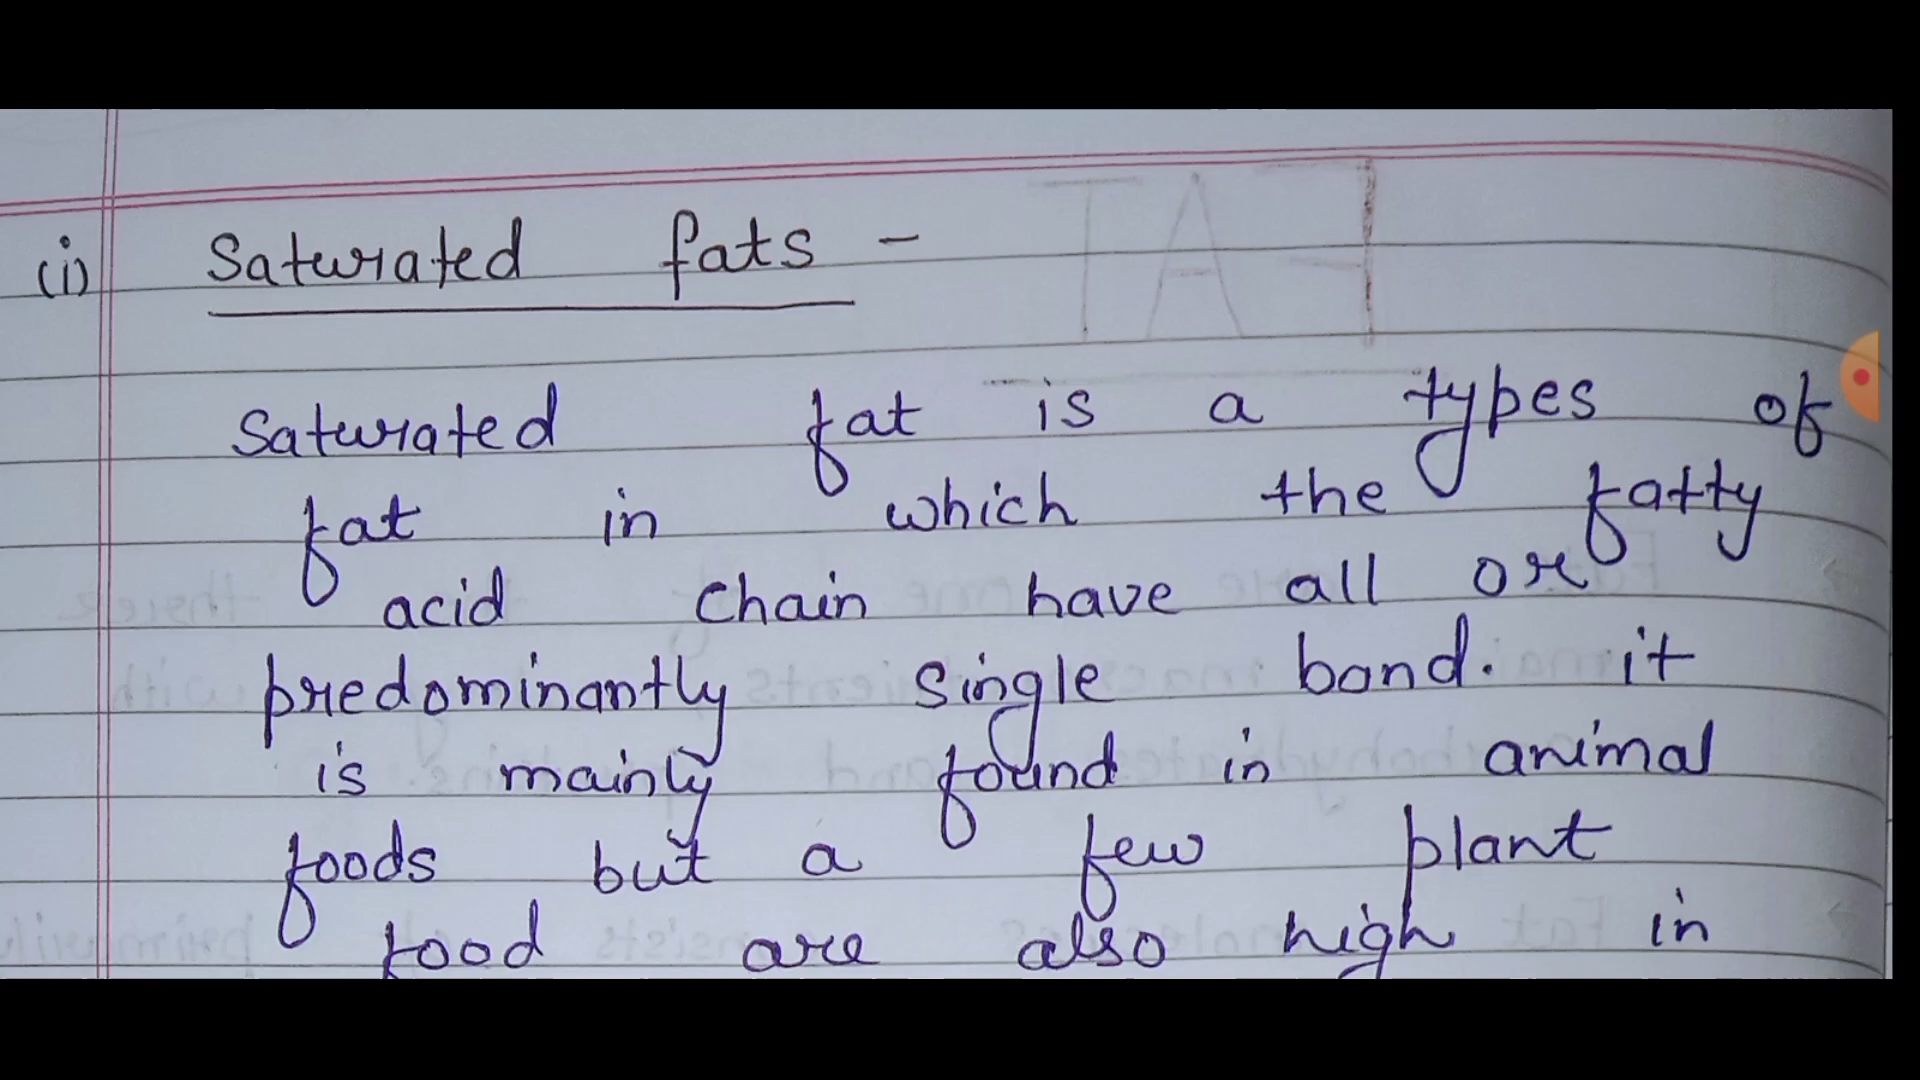 (i) Saturated fats -
Saturated fat is a types of
fat in which the fatty
acid chain have all or
predominantly single bond. it
is mainly found in animal
foods but a few plant
food are also high in